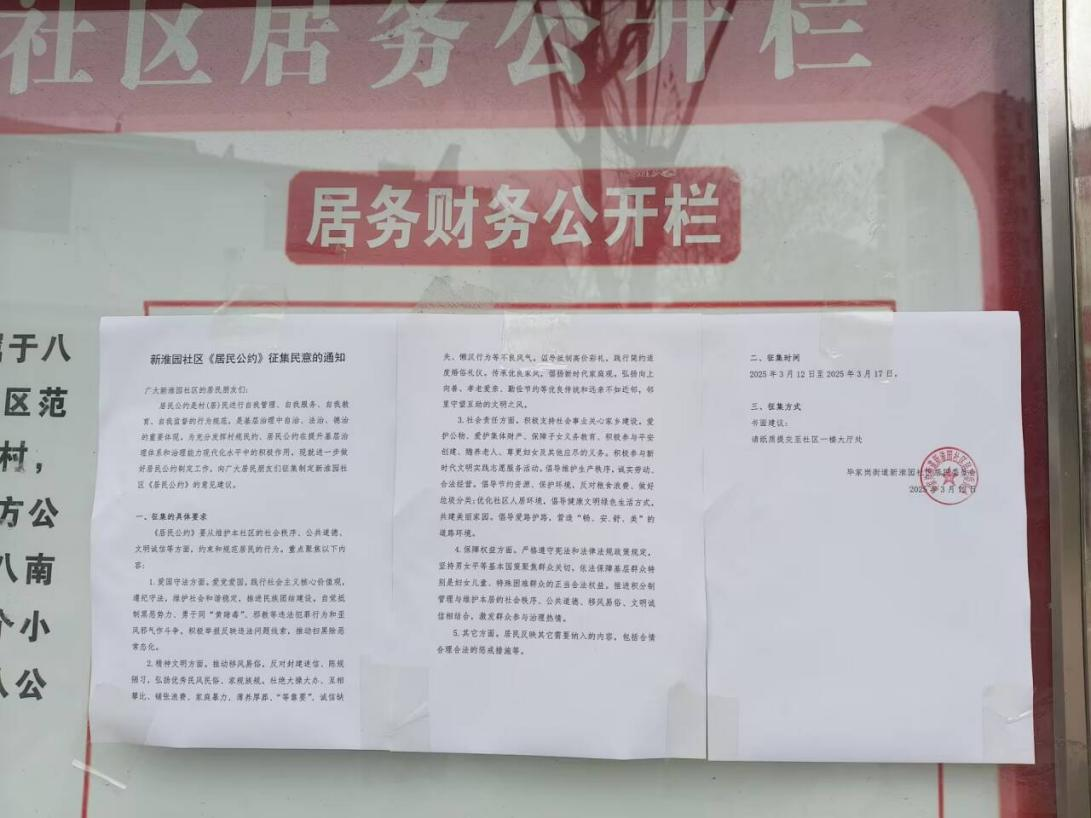 社区居务公开栏
居务财务公开栏
于八
区范
村，
方公
八南
个小
公
新淮园社区《居民公约》征集民意的通知
广大新淮园社区的居民朋友们：
居民公约是村(居)民进行自我管理、自我服务、自我教
育、自我监督的行为规范，是基层治理中自治、法治、德治
的重要体现。为充分发挥村规民约、居民公约在提升基层治
理体系和治理能力现代化水平中的积极作用，现就进一步做
好居民公约制定工作，向广大居民朋友们征集制定新淮园社
区《居民公约》的意见建议。
一、征集的具体要求
《居民公约》要从维护本社区的社会秩序、公共道德、
文明诚信等方面，约束和规范居民的行为。重点聚焦以下内
容：
1.爱国守法方面。爱党爱国，践行社会主义核心价值观，
遵纪守法，维护社会和谐稳定，推进民族团结建设。自觉抵
制黑恶势力、勇于同“黄赌毒”、邪教等违法犯罪行为和歪
风邪气作斗争。积极举报反映违法问题线索，推动扫黑除恶
常态化。
2.精神文明方面。推动移风易俗，反对封建迷信、陈规
陋习，弘扬优秀民风民俗、家规族规。杜绝大操大办、互相
攀比、铺张浪费、家庭暴力、薄养厚葬、“等靠要”、诚信缺
失、懒汉行为等不良风气。倡导抵制高价彩礼，践行简约适
度婚俗礼仪。传承优良家风，倡扬新时代家庭观。弘扬向上
向善、孝老爱亲、勤俭节约等优良传统和远亲不如近邻、邻
里守望互助的文明之风。
3.社会责任方面。积极支持社会事业关心家乡建设。爱
护公物、爱护集体财产、保障子女义务教育、积极参与平安
创建、赡养老人、尊重妇女及其他应尽的义务。积极参与新
时代文明实践志愿服务活动。倡导维护生产秩序，诚实劳动、
合法经营。倡导节约资源、保护环境、反对粮食浪费、做好
垃圾分类；优化社区人居环境，倡导健康文明绿色生活方式，
共建美丽家园。倡导爱路护路，营造“畅、安、舒、美”的
道路环境。
4.保障权益方面。严格遵守宪法和法律法规政策规定，
坚持男女平等基本国策聚焦群众关切，依法保障基层群众特
别是妇女儿童、特殊困难群众的正当合法权益。推进积分制
管理与维护本居的社会秩序、公共道德、移风易俗、文明诚
信相结合，激发群众参与治理热情。
5.其它方面。居民反映其它需要纳入的内容，包括合情
合理合法的惩戒措施等。
二、征集时间
2025年3月12日至2025年3月17日。
三、征集方式
书面建议：
请纸质提交至社区一楼大厅处
毕家岗街道新淮园社区居民委员会
2025年3月12日